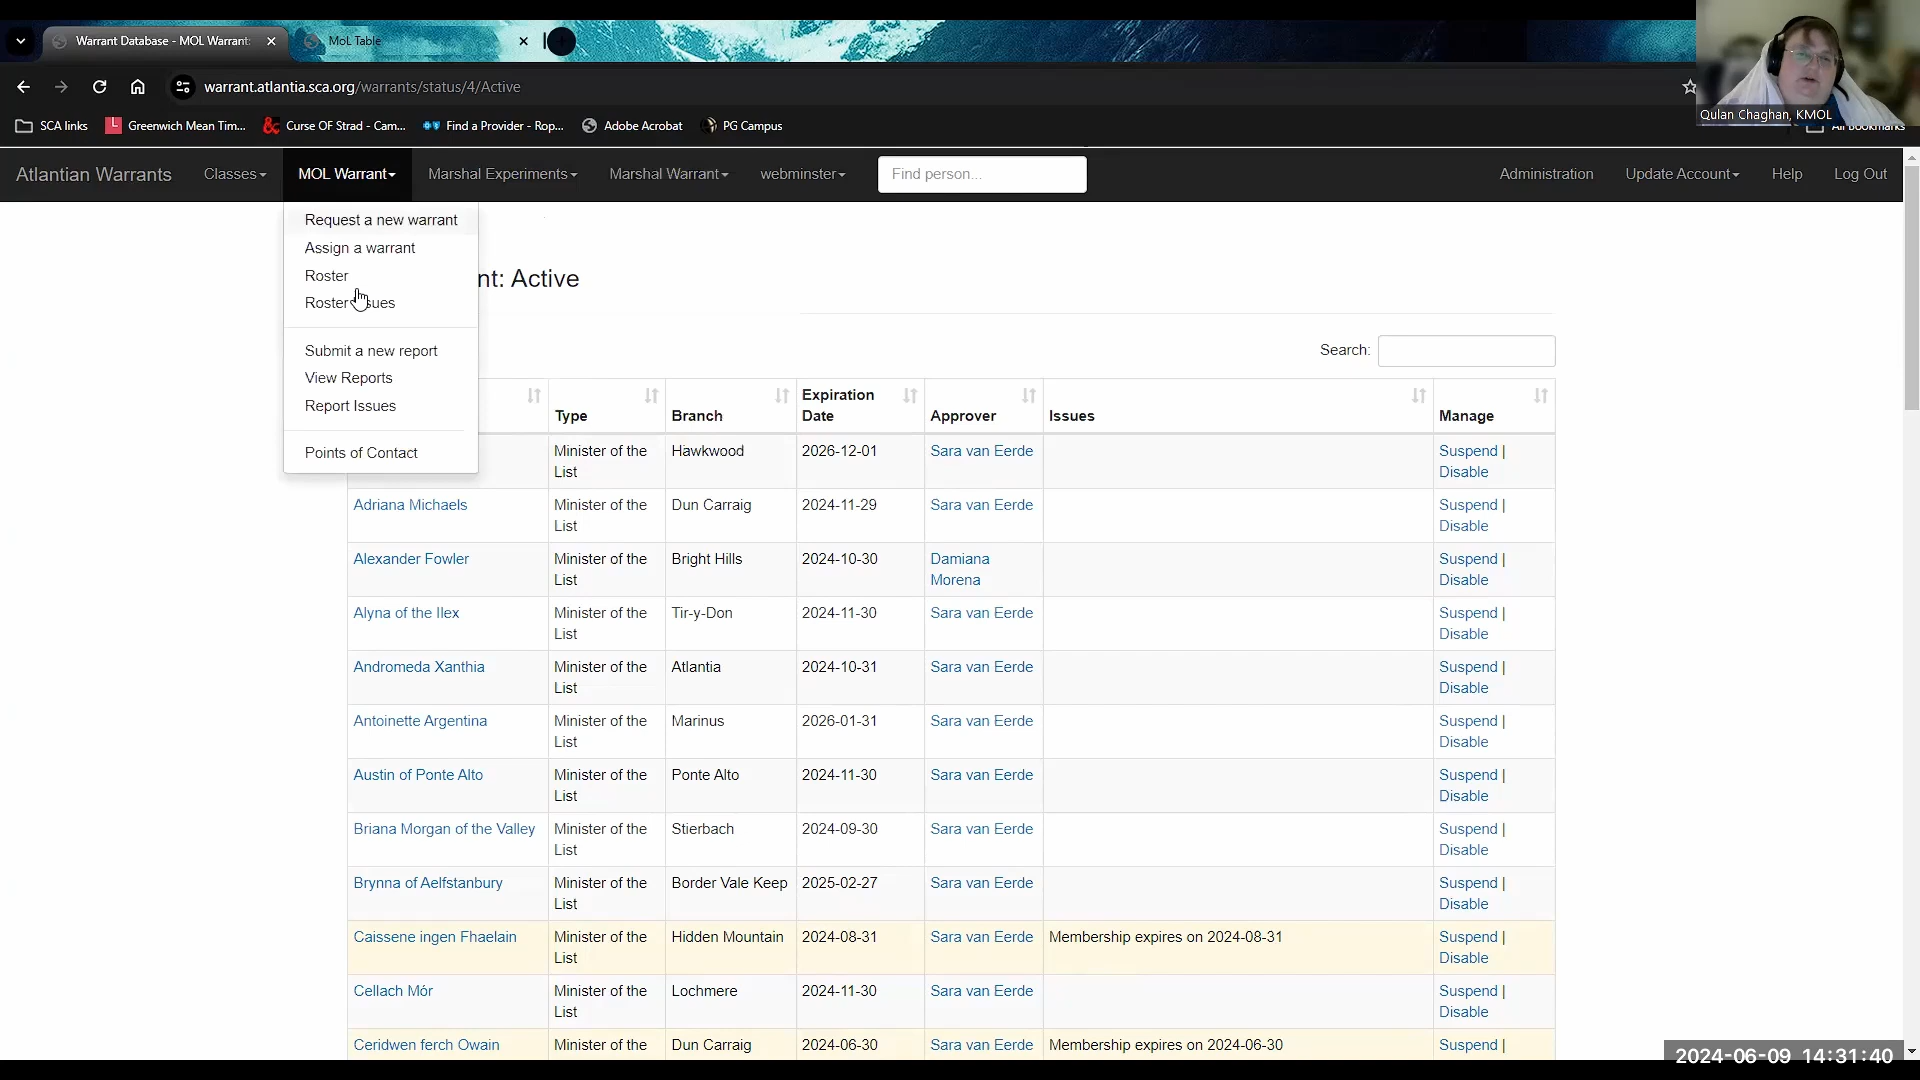 Warrant Database - MOL Warrant:
MoL Table
warrant.atlantia.sca.org/warrants/status/4/Active
SCA links
Greenwich Mean Tim...
Curse OF Strad - Cam...
Find a Provider - Rop...
Adobe Acrobat
PG Campus
All Bookmarks
Qulan Chaghan, KMOL
Atlantian Warrants
Classes
MOL Warrant
Marshal Experiments
Marshal Warrant
webminster
Find person...
Administration
Update Account
Help
Log Out
Request a new warrant
Assign a warrant
Roster
Roster
Submit a new report
View Reports
Report Issues
Points of Contact
nt: Active
Search:
Type
Branch
Expiration
Date
Approver
Issues
Manage
Minister of the
List
Hawkwood
2026-12-01
Sara van Eerde
Suspend |
Disable
Adriana Michaels
Minister of the
List
Dun Carraig
2024-11-29
Sara van Eerde
Suspend |
Disable
Alexander Fowler
Minister of the
List
Bright Hills
2024-10-30
Damiana
Morena
Suspend |
Disable
Alyna of the Ilex
Minister of the
List
Tir-y-Don
2024-11-30
Sara van Eerde
Suspend |
Disable
Andromeda Xanthia
Minister of the
List
Atlantia
2024-10-31
Sara van Eerde
Suspend |
Disable
Antoinette Argentina
Minister of the
List
Marinus
2026-01-31
Sara van Eerde
Suspend |
Disable
Austin of Ponte Alto
Minister of the
List
Ponte Alto
2024-11-30
Sara van Eerde
Suspend |
Disable
Briana Morgan of the Valley
Minister of the
List
Stierbach
2024-09-30
Sara van Eerde
Suspend |
Disable
Brynna of Aelfstanbury
Minister of the
List
Border Vale Keep
2025-02-27
Sara van Eerde
Suspend |
Disable
Caissene ingen Fhaelain
Minister of the
List
Hidden Mountain
2024-08-31
Sara van Eerde
Membership expires on 2024-08-31
Suspend |
Disable
Cellach Mór
Minister of the
List
Lochmere
2024-11-30
Sara van Eerde
Suspend |
Disable
Ceridwen ferch Owain
Minister of the
Dun Carraig
2024-06-30
Sara van Eerde
Membership expires on 2024-06-30
Suspend |
2024-06-09 14:31:40